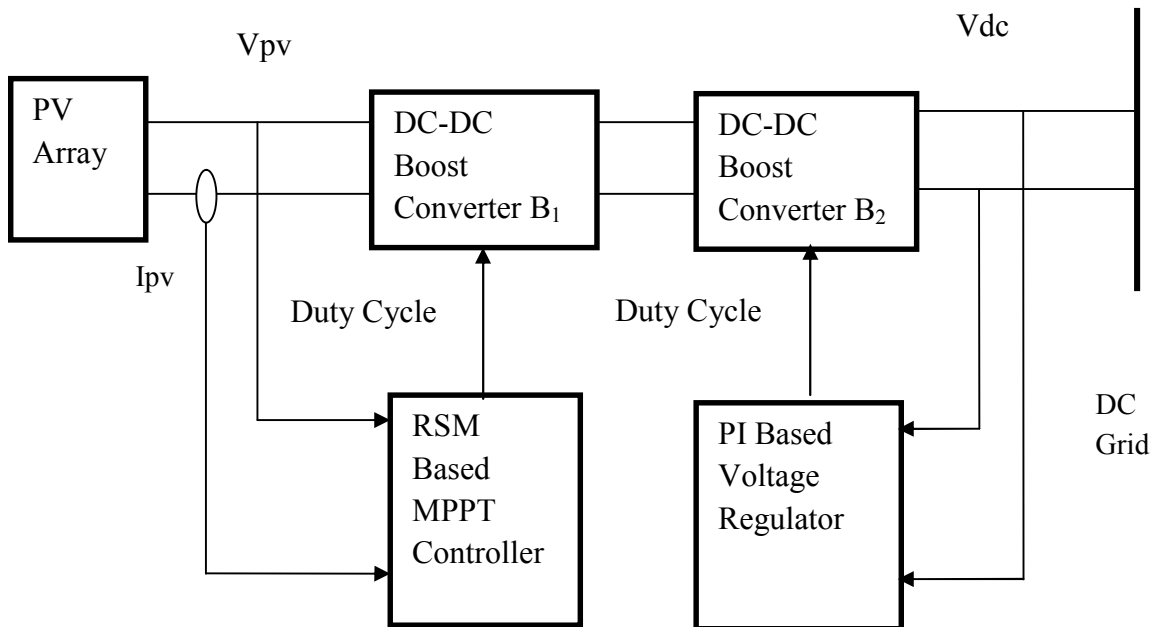 Vpv
Vdc
PV
Array
DC-DC
Boost
Converter B₁
DC-DC
Boost
Converter B₂
Ipv
Duty Cycle
Duty Cycle
RSM
Based
MPPT
Controller
PI Based
Voltage
Regulator
DC
Grid